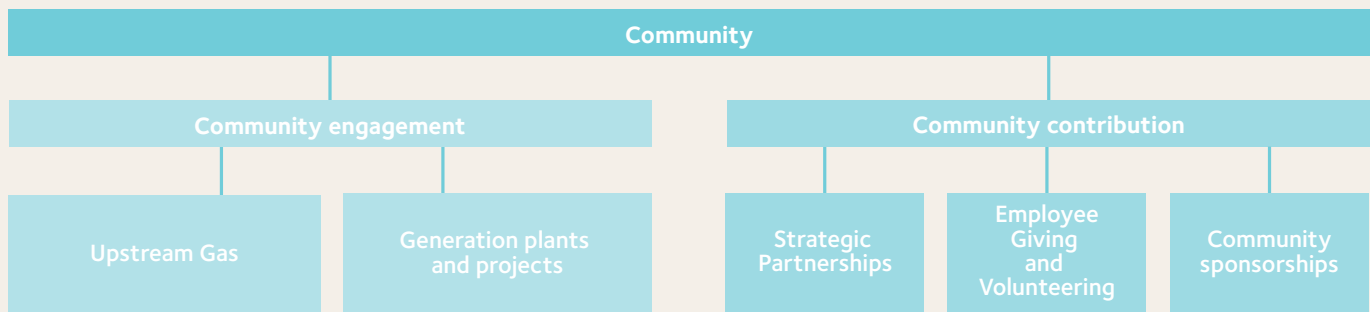 Community
Community engagement
Community contribution
Upstream Gas
Generation plants
and projects
Strategic
Partnerships
Employee
Giving
and
Volunteering
Community
sponsorships